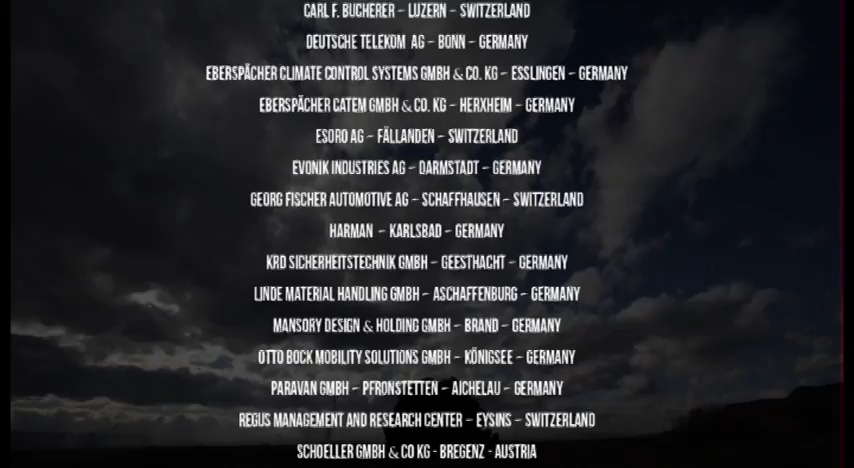 CARL F. BUCHERER – LUZERN – SWITZERLAND
DEUTSCHE TELEKOM AG – BONN – GERMANY
EBERSPÄCHER CLIMATE CONTROL SYSTEMS GMBH & CO. KG – ESSLINGEN – GERMANY
EBERSPÄCHER CATEM GMBH & CO. KG – HERXHEIM – GERMANY
ESORO AG – FÄLLANDEN – SWITZERLAND
EVONIK INDUSTRIES AG – DARMSTADT – GERMANY
GEORG FISCHER AUTOMOTIVE AG – SCHAFFHAUSEN – SWITZERLAND
HARMAN – KARLSBAD – GERMANY
KRD SICHERHEITSTECHNIK GMBH – GEESTHACHT – GERMANY
LINDE MATERIAL HANDLING GMBH – ASCHAFFENBURG – GERMANY
MANSORY DESIGN & HOLDING GMBH – BRAND – GERMANY
OTTO BOCK MOBILITY SOLUTIONS GMBH – KÖNIGSEE – GERMANY
PARAVAN GMBH – PFRONSTETTEN – AICHELAU – GERMANY
REGUS MANAGEMENT AND RESEARCH CENTER – EYSINS – SWITZERLAND
SCHOELLER GMBH & CO KG - BREGENZ - AUSTRIA